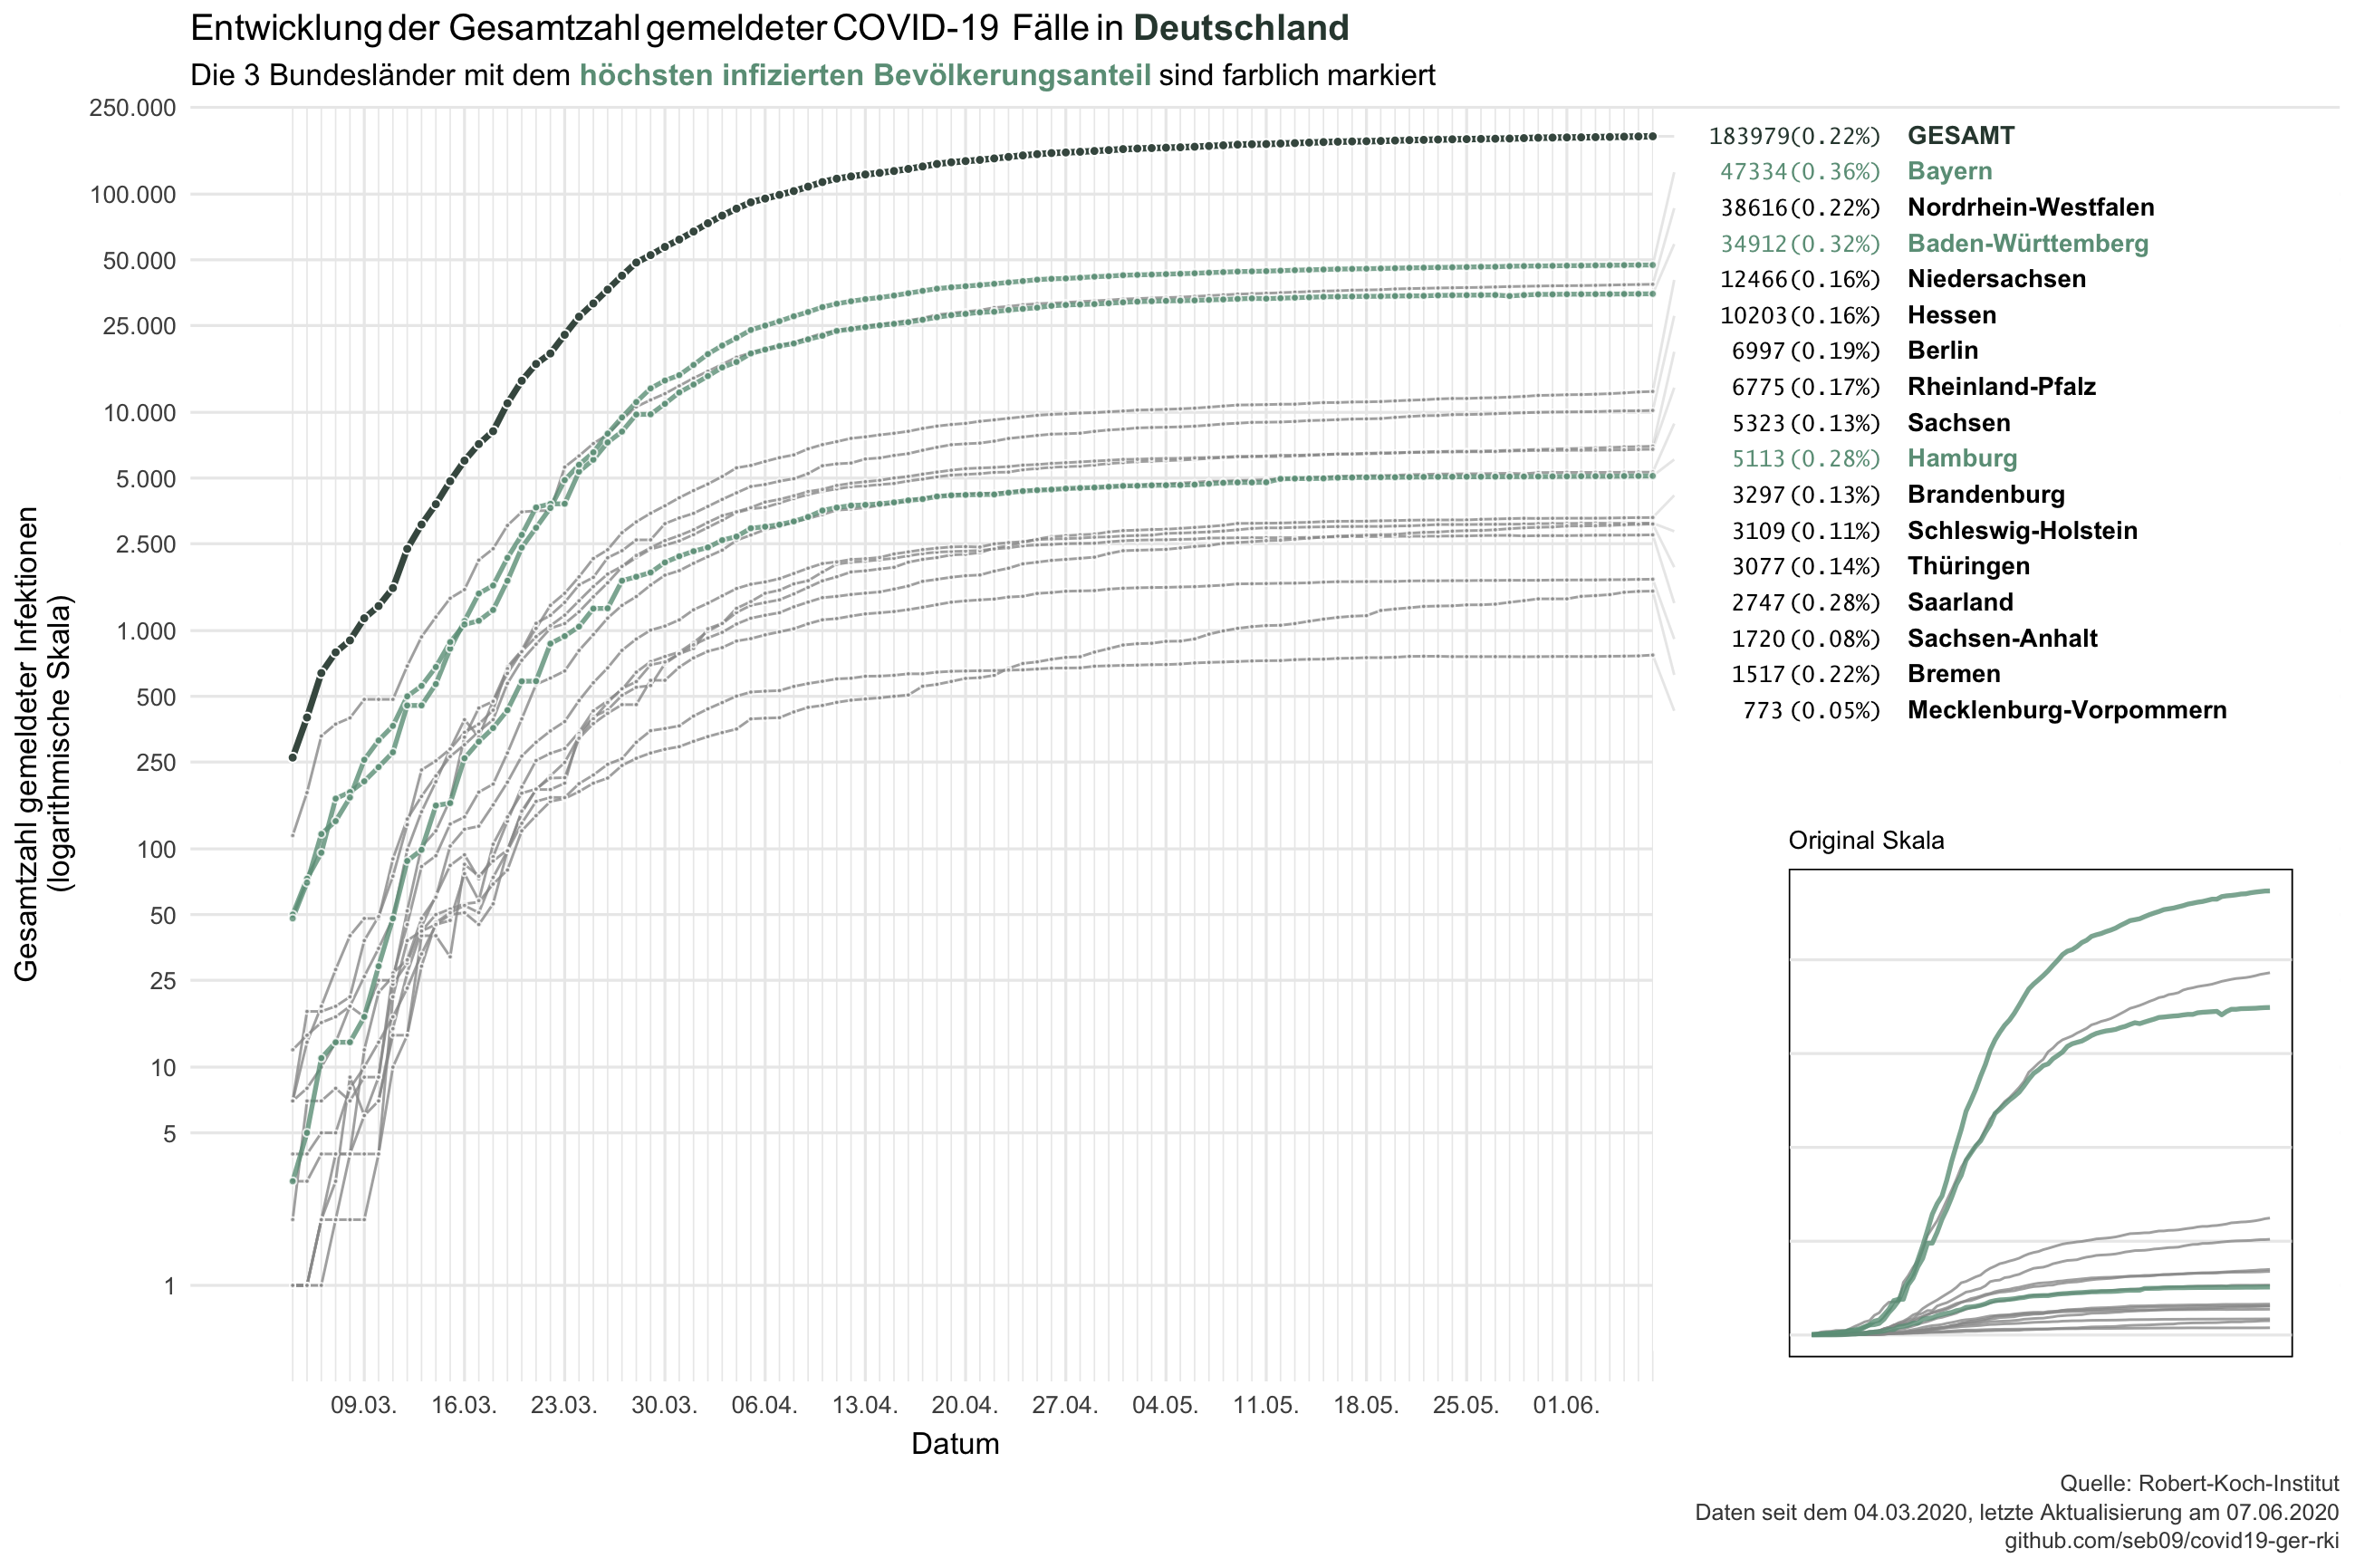 Entwicklung der Gesamtzahl gemeldeter COVID-19 Fälle in Deutschland
Die 3 Bundesländer mit dem höchsten infizierten Bevölkerungsanteil sind farblich markiert
Gesamtzahl gemeldeter Infektionen
(logarithmische Skala)
250.000
100.000
50.000
25.000
10.000
5.000
2.500
1.000
500
250
100
50
25
10
5
1
183979(0.22%) GESAMT
47334(0.36%) Bayern
38616(0.22%) Nordrhein-Westfalen
34912(0.32%) Baden-Württemberg
12466(0.16%) Niedersachsen
10203(0.16%) Hessen
6997(0.19%) Berlin
6775(0.17%) Rheinland-Pfalz
5323(0.13%) Sachsen
5113(0.28%) Hamburg
3297(0.13%) Brandenburg
3109(0.11%) Schleswig-Holstein
3077(0.14%) Thüringen
2747(0.28%) Saarland
1720(0.08%) Sachsen-Anhalt
1517(0.22%) Bremen
773 (0.05%) Mecklenburg-Vorpommern
Original Skala
09.03. 16.03. 23.03. 30.03. 06.04. 13.04. 20.04. 27.04. 04.05. 11.05. 18.05. 25.05. 01.06.
Datum
Quelle: Robert-Koch-Institut
Daten seit dem 04.03.2020, letzte Aktualisierung am 07.06.2020
github.com/seb09/covid19-ger-rki